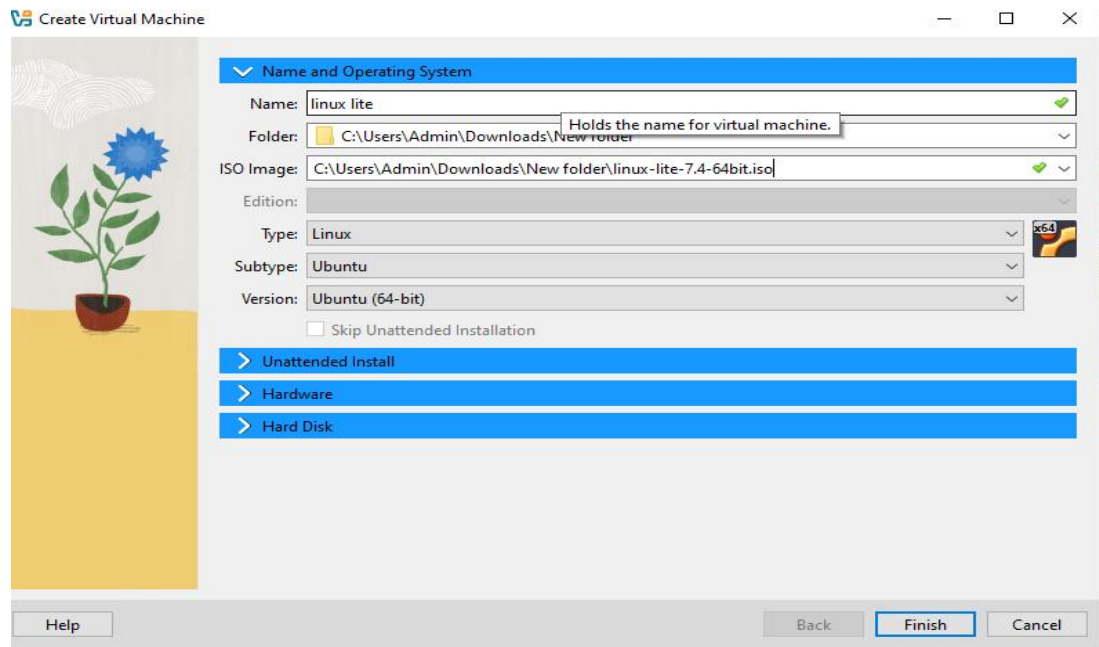 Create Virtual Machine
Name and Operating System
Name: linux lite
Holds the name for virtual machine.
Folder: C:\Users\Admin\Downloads\New folder
ISO Image: C:\Users\Admin\Downloads\New folder\linux-lite-7.4-64bit.iso
Edition:
Type: Linux
x64
Subtype: Ubuntu
Version: Ubuntu (64-bit)
Skip Unattended Installation
Unattended Install
Hardware
Hard Disk
Help Back Finish Cancel